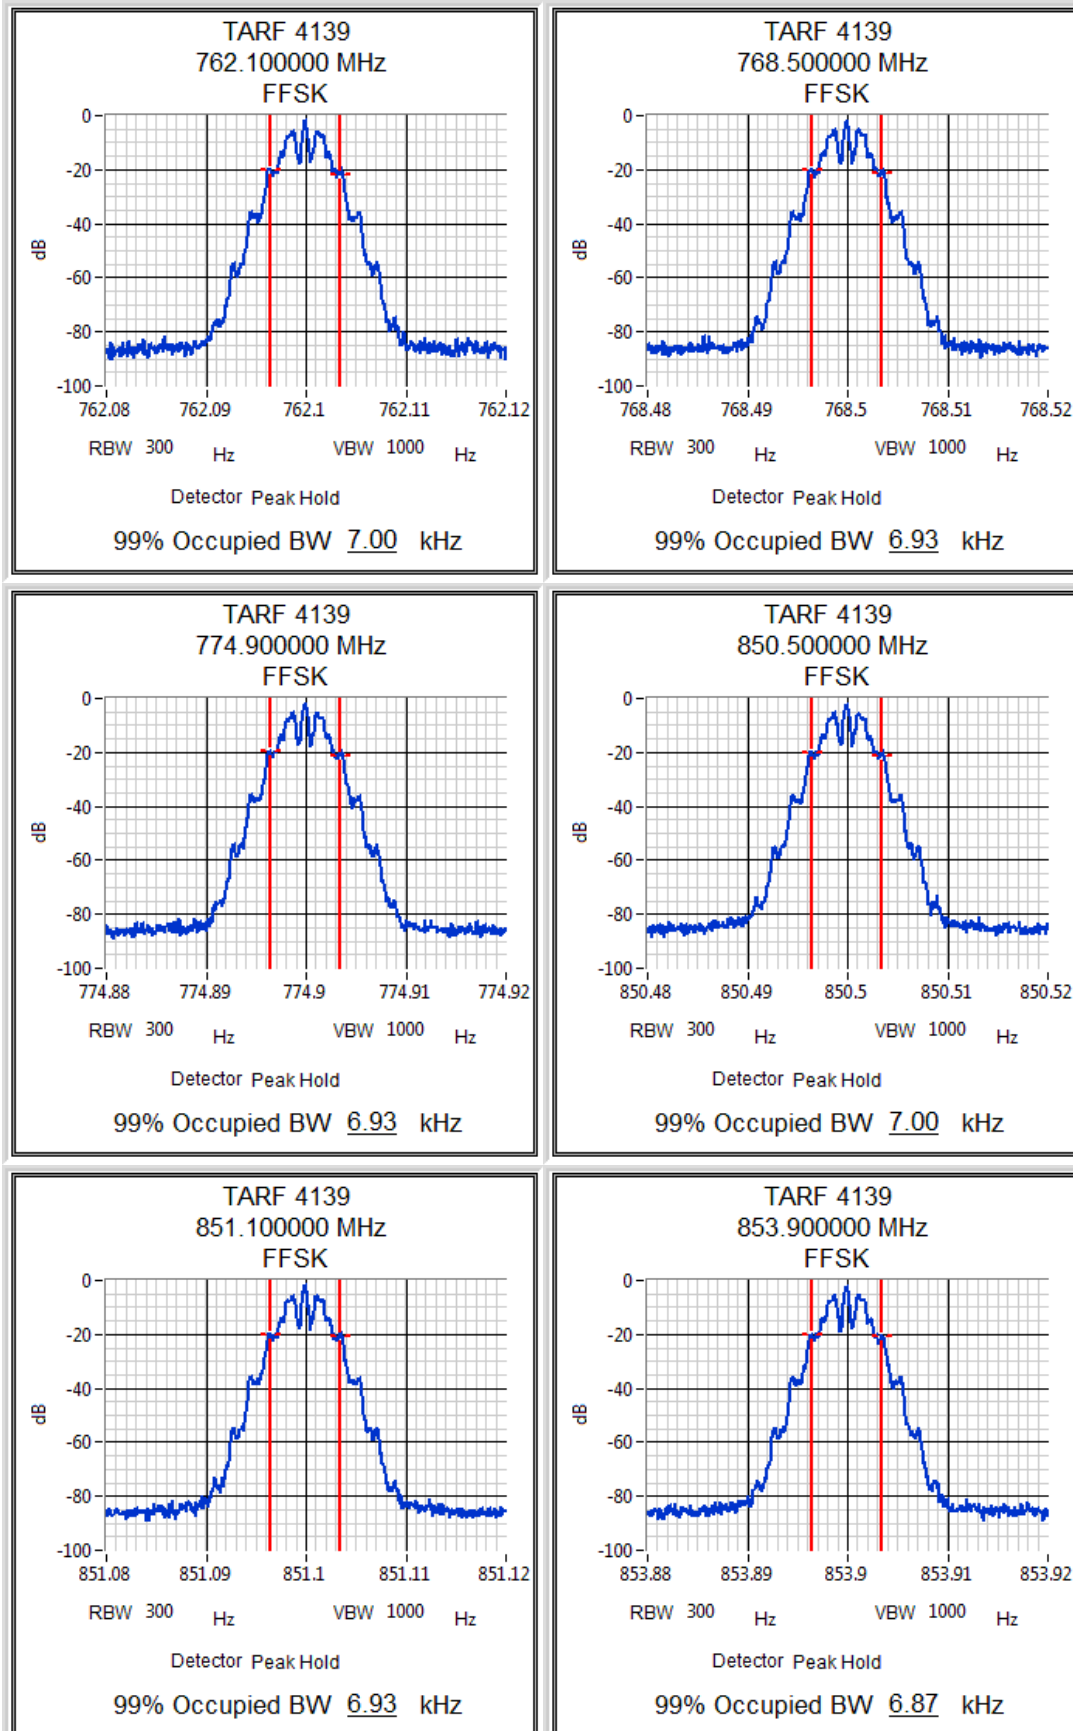 TARF 4139
762.100000 MHz
FFSK
0
-20
-40
-60
-80
-100
dB
762.08 762.09 762.1 762.11 762.12
RBW 300 Hz VBW 1000 Hz
Detector Peak Hold
99% Occupied BW 7.00 kHz
TARF 4139
768.500000 MHz
FFSK
0
-20
-40
-60
-80
-100
dB
768.48 768.49 768.5 768.51 768.52
RBW 300 Hz VBW 1000 Hz
Detector Peak Hold
99% Occupied BW 6.93 kHz
TARF 4139
774.900000 MHz
FFSK
0
-20
-40
-60
-80
-100
dB
774.88 774.89 774.9 774.91 774.92
RBW 300 Hz VBW 1000 Hz
Detector Peak Hold
99% Occupied BW 6.93 kHz
TARF 4139
850.500000 MHz
FFSK
0
-20
-40
-60
-80
-100
dB
850.48 850.49 850.5 850.51 850.52
RBW 300 Hz VBW 1000 Hz
Detector Peak Hold
99% Occupied BW 7.00 kHz
TARF 4139
851.100000 MHz
FFSK
0
-20
-40
-60
-80
-100
dB
851.08 851.09 851.1 851.11 851.12
RBW 300 Hz VBW 1000 Hz
Detector Peak Hold
99% Occupied BW 6.93 kHz
TARF 4139
853.900000 MHz
FFSK
0
-20
-40
-60
-80
-100
dB
853.88 853.89 853.9 853.91 853.92
RBW 300 Hz VBW 1000 Hz
Detector Peak Hold
99% Occupied BW 6.87 kHz